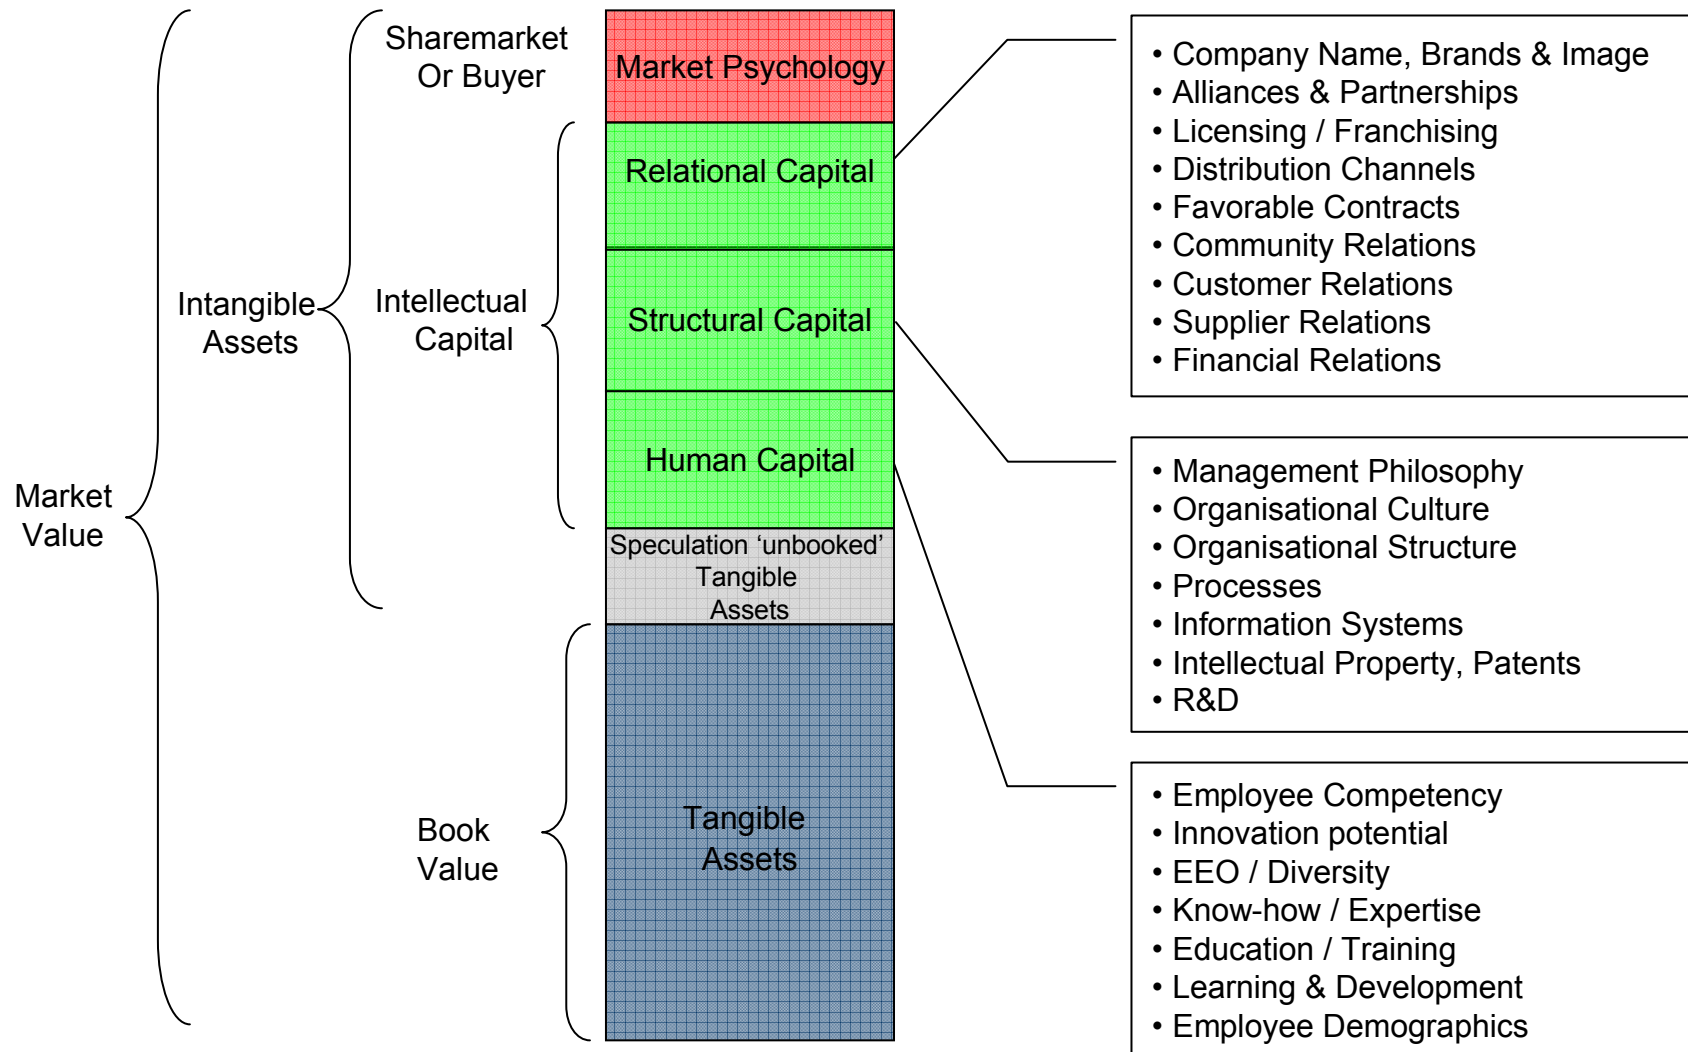 Market
Value
Intangible
Assets
Sharemarket
Or Buyer
Intellectual
Capital
Book
Value
Market Psychology
Relational Capital
Structural Capital
Human Capital
Speculation ‘unbooked’
Tangible
Assets
Tangible
Assets
• Company Name, Brands & Image
• Alliances & Partnerships
• Licensing / Franchising
• Distribution Channels
• Favorable Contracts
• Community Relations
• Customer Relations
• Supplier Relations
• Financial Relations
• Management Philosophy
• Organisational Culture
• Organisational Structure
• Processes
• Information Systems
• Intellectual Property, Patents
• R&D
• Employee Competency
• Innovation potential
• EEO / Diversity
• Know-how / Expertise
• Education / Training
• Learning & Development
• Employee Demographics